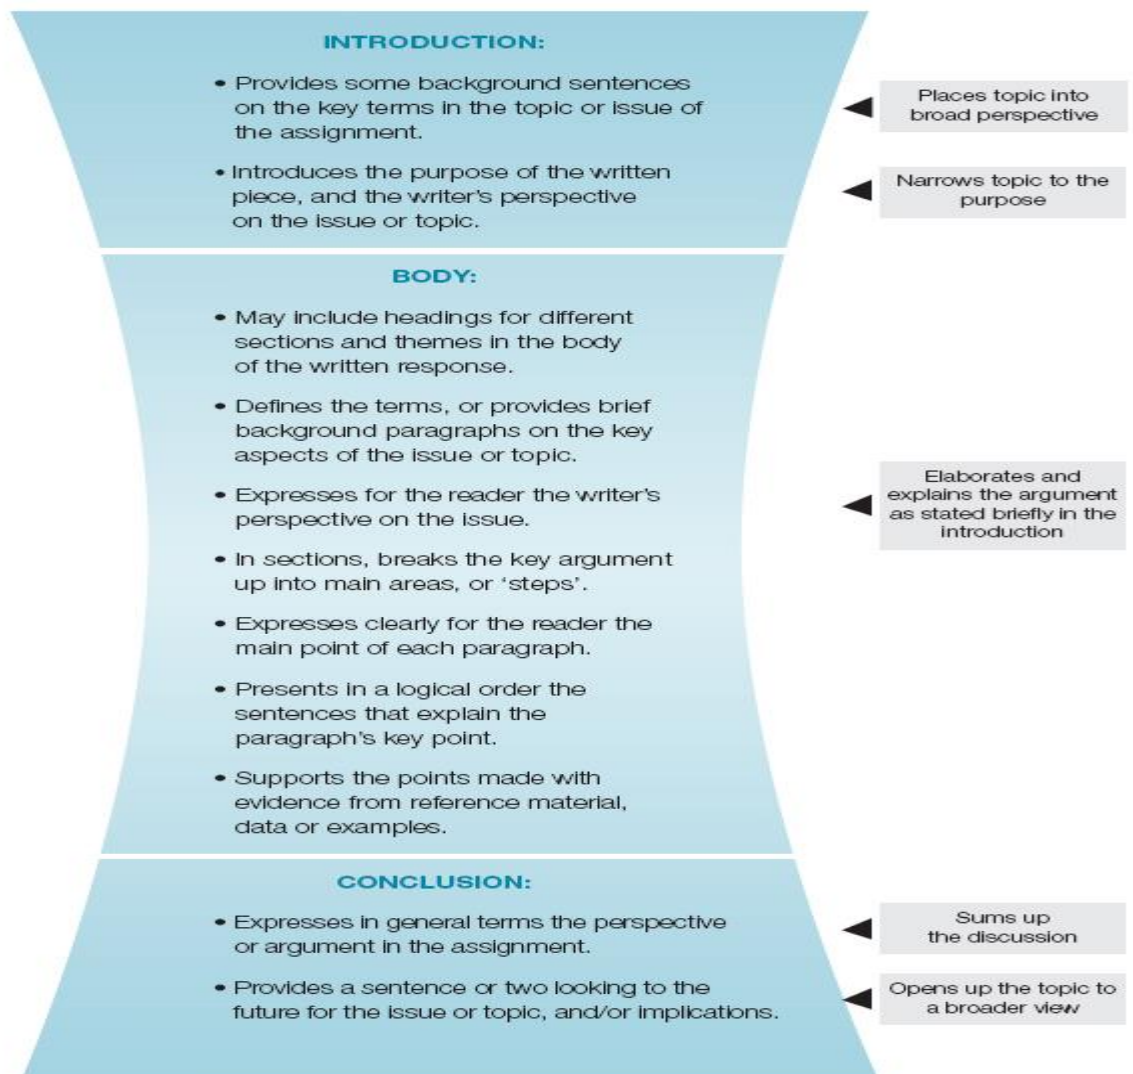 INTRODUCTION:
• Provides some background sentences
on the key terms in the topic or issue of
the assignment.
Places topic into
broad perspective
• Introduces the purpose of the written
piece, and the writer's perspective
on the issue or topic.
Narrows topic to the
purpose
BODY:
• May include headings for different
sections and themes in the body
of the written response.
• Defines the terms, or provides brief
background paragraphs on the key
aspects of the issue or topic.
• Expresses for the reader the writer's
perspective on the issue.
Elaborates and
explains the argument
as stated briefly in the
introduction
• In sections, breaks the key argument
up into main areas, or 'steps'.
• Expresses clearly for the reader the
main point of each paragraph.
• Presents in a logical order the
sentences that explain the
paragraph's key point.
• Supports the points made with
evidence from reference material,
data or examples.
CONCLUSION:
• Expresses in general terms the perspective
or argument in the assignment.
Sums up
the discussion
• Provides a sentence or two looking to the
future for the issue or topic, and/or implications.
Opens up the topic to
a broader view